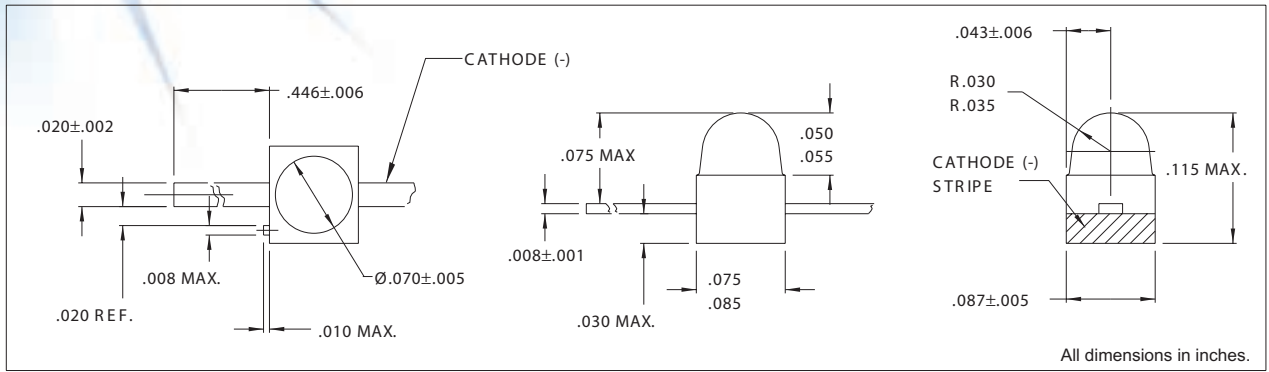 CATHODE (-)
.446±.006
.020±.002
.008 MAX.
Ø.070±.005
.020 REF.
.010 MAX.
.075 MAX
.050
.055
.008±.001
.075
.085
.030 MAX.
.043±.006
R.030
R.035
CATHODE (-)
STRIPE
.115 MAX.
.087±.005
All dimensions in inches.